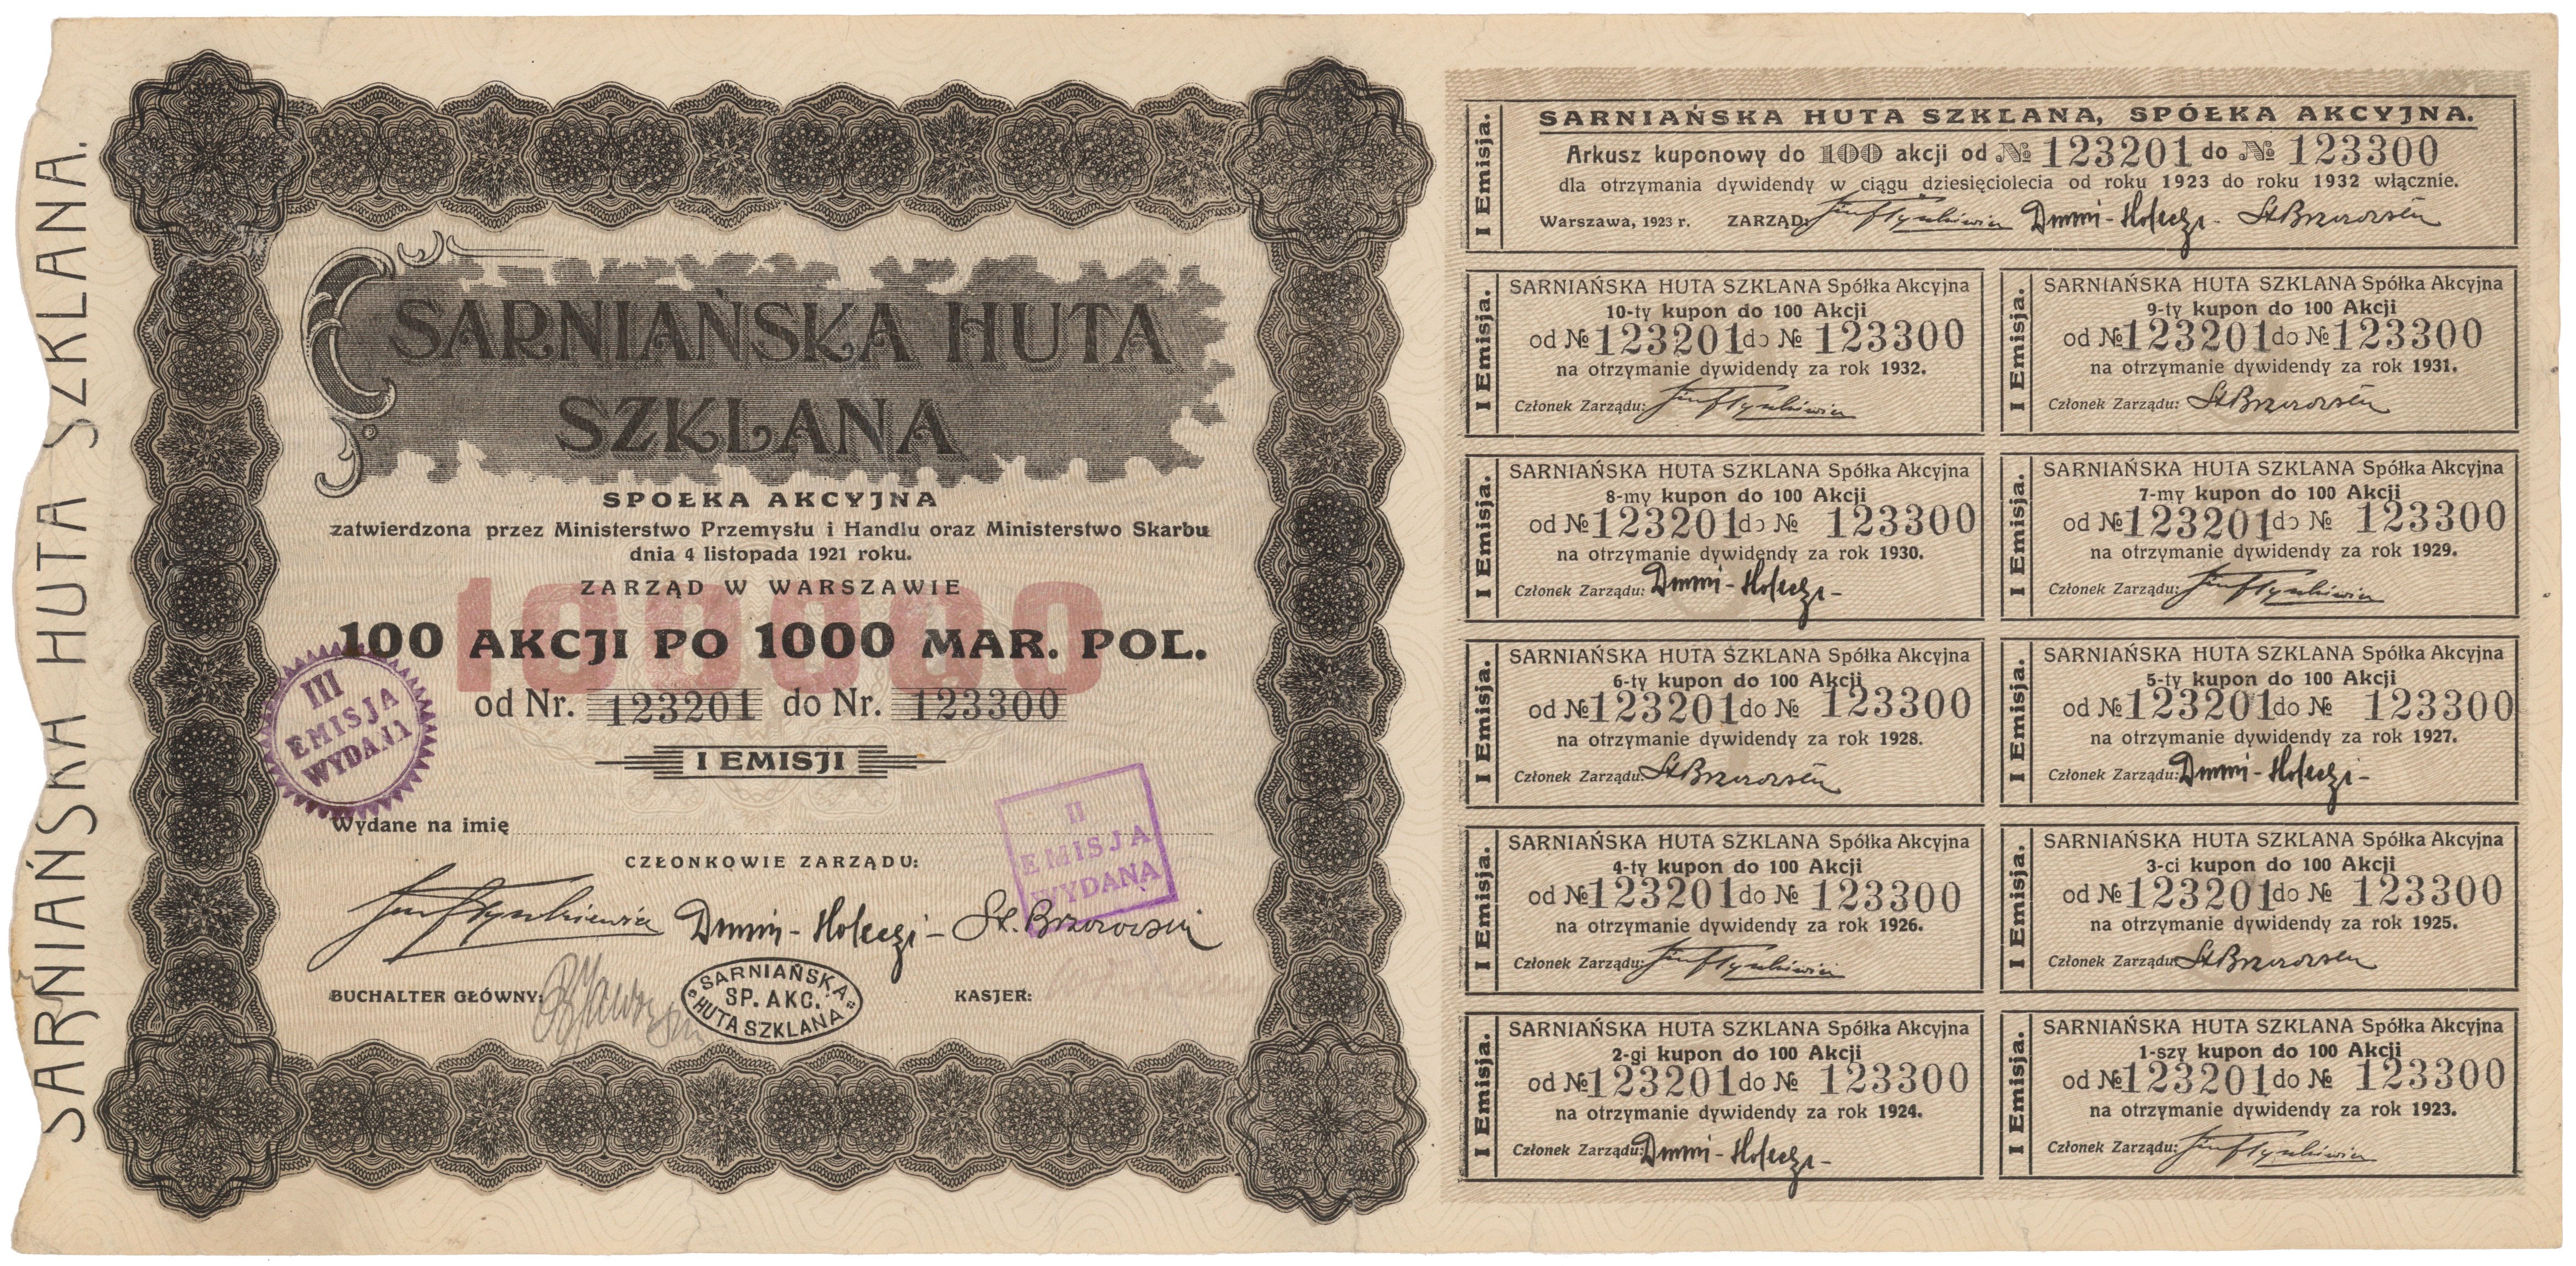 SARNIAŃSKA HUTA SZKLANA.
SARNIAŃSKA HUTA
SZKLANA
SPOŁKA AKCYJNA
zatwierdzona przez Ministerstwo Przemysłu i Handlu oraz Ministerstwo Skarbu
dnia 4 listopada 1921 roku.
ZARZĄD W WARSZAWIE
100000
100 AKCJI PO 1000 MAR. POL.
od Nr. 123201 do Nr. 123300
I EMISJI
III
EMISJA
WYDANA
II
EMISJA
WYDANA
Wydane na imię
CZŁONKOWIE ZARZĄDU:
BUCHALTER GŁÓWNY:
SARNIAŃSKA
SP. AKC.
HUTA SZKLANA
KASJER:
I Emisja.
SARNIAŃSKA HUTA SZKLANA, SPÓŁKA AKCYJNA.
Arkusz kuponowy do 100 akcji od № 123201 do № 123300
dla otrzymania dywidendy w ciągu dziesięciolecia od roku 1923 do roku 1932 włącznie.
Warszawa, 1923 r. ZARZĄD:
I Emisja.
SARNIAŃSKA HUTA SZKLANA Spółka Akcyjna
10-ty kupon do 100 Akcji
od № 123201 do № 123300
na otrzymanie dywidendy za rok 1932.
Członek Zarządu:
I Emisja.
SARNIAŃSKA HUTA SZKLANA Spółka Akcyjna
9-ty kupon do 100 Akcji
od № 123201 do № 123300
na otrzymanie dywidendy za rok 1931.
Członek Zarządu:
I Emisja.
SARNIAŃSKA HUTA SZKLANA Spółka Akcyjna
8-my kupon do 100 Akcji
od № 123201 do № 123300
na otrzymanie dywidendy za rok 1930.
Członek Zarządu:
I Emisja.
SARNIAŃSKA HUTA SZKLANA Spółka Akcyjna
7-my kupon do 100 Akcji
od № 123201 do № 123300
na otrzymanie dywidendy za rok 1929.
Członek Zarządu:
I Emisja.
SARNIAŃSKA HUTA SZKLANA Spółka Akcyjna
6-ty kupon do 100 Akcji
od № 123201 do № 123300
na otrzymanie dywidendy za rok 1928.
Członek Zarządu:
I Emisja.
SARNIAŃSKA HUTA SZKLANA Spółka Akcyjna
5-ty kupon do 100 Akcji
od № 123201 do № 123300
na otrzymanie dywidendy za rok 1927.
Członek Zarządu:
I Emisja.
SARNIAŃSKA HUTA SZKLANA Spółka Akcyjna
4-ty kupon do 100 Akcji
od № 123201 do № 123300
na otrzymanie dywidendy za rok 1926.
Członek Zarządu:
I Emisja.
SARNIAŃSKA HUTA SZKLANA Spółka Akcyjna
3-ci kupon do 100 Akcji
od № 123201 do № 123300
na otrzymanie dywidendy za rok 1925.
Członek Zarządu:
I Emisja.
SARNIAŃSKA HUTA SZKLANA Spółka Akcyjna
2-gi kupon do 100 Akcji
od № 123201 do № 123300
na otrzymanie dywidendy za rok 1924.
Członek Zarządu:
I Emisja.
SARNIAŃSKA HUTA SZKLANA Spółka Akcyjna
1-szy kupon do 100 Akcji
od № 123201 do № 123300
na otrzymanie dywidendy za rok 1923.
Członek Zarządu: